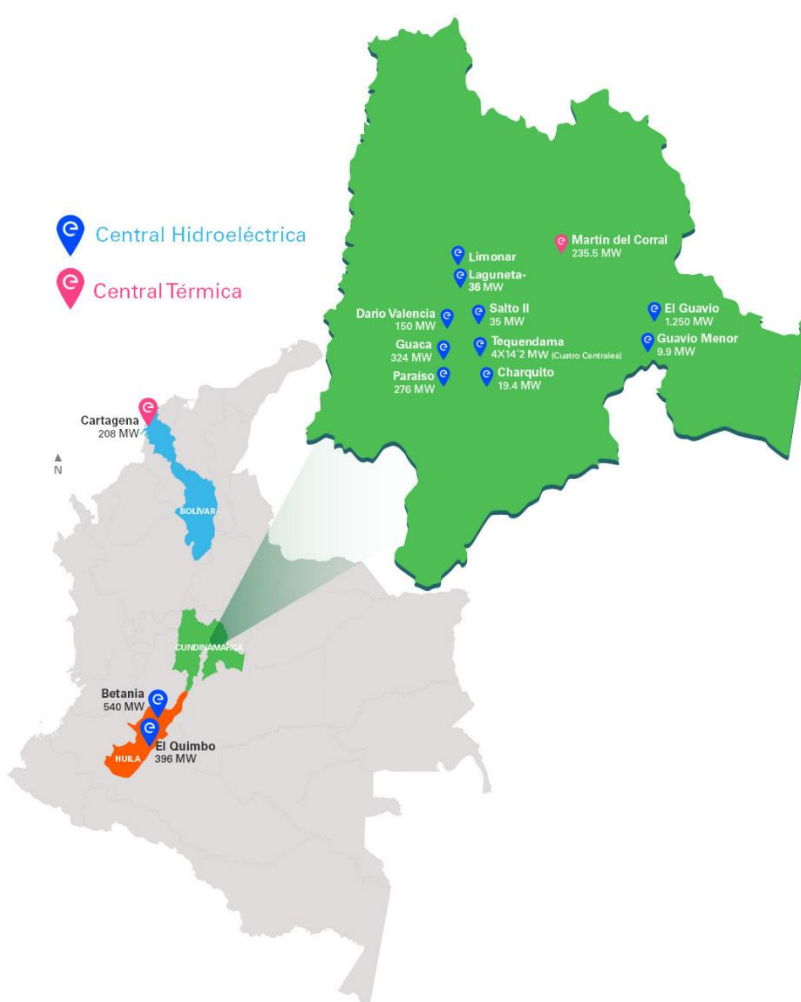 Central Hidroeléctrica
Central Térmica
Martín del Corral
235.5 MW
Limonar
Laguneta-
36 MW
Dario Valencia
150 MW
Salto II
35 MW
El Guavio
1.250 MW
Guaca
324 MW
Tequendama
4X14´2 MW (Cuatro Centrales)
Guavio Menor
9.9 MW
Paraíso
276 MW
Charquito
19.4 MW
Cartagena
208 MW
N
BOLÍVAR
CUNDINAMARCA
Betania
540 MW
El Quimbo
396 MW
HUILA